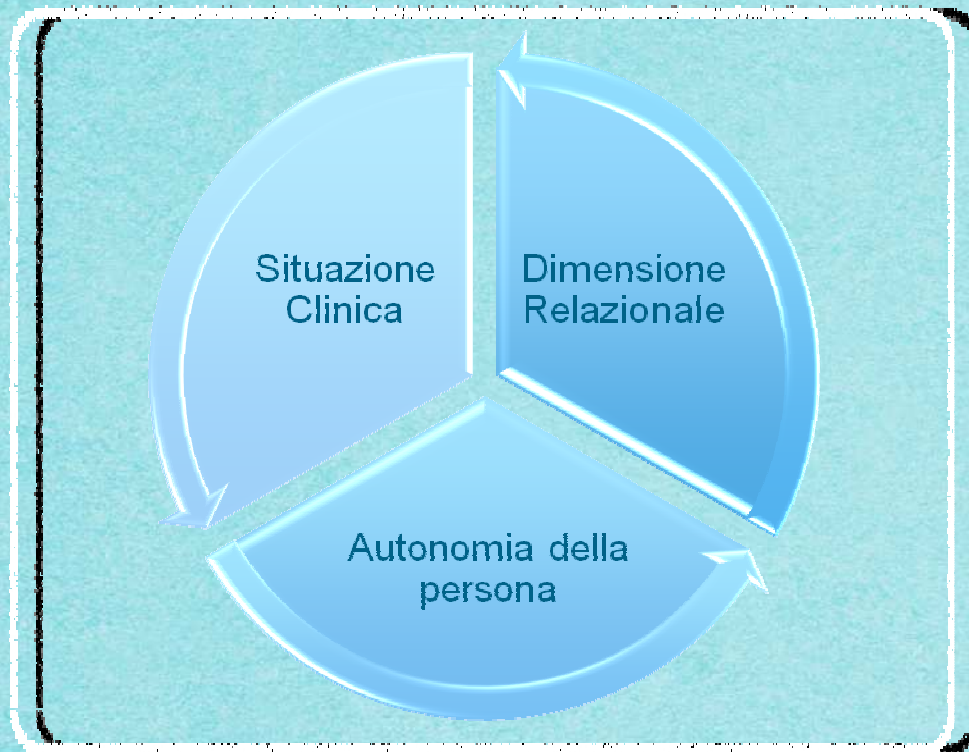 Situazione
Clinica
Dimensione
Relazionale
Autonomia della
persona